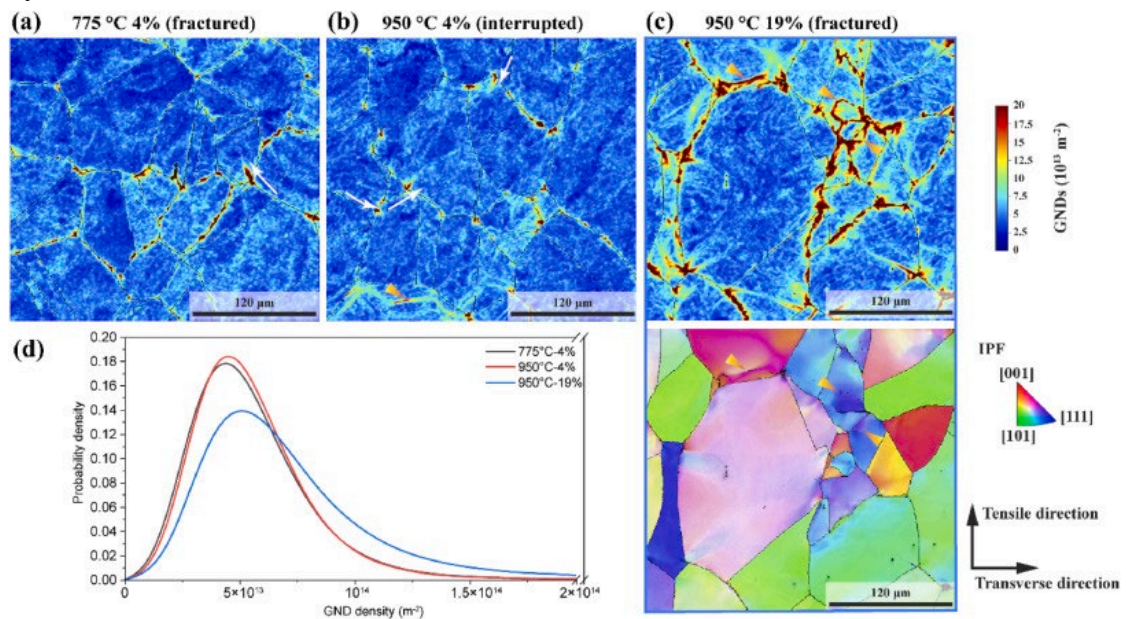 (a) 775 °C 4% (fractured)
(b) 950 °C 4% (interrupted)
(c) 950 °C 19% (fractured)
120 µm
120 µm
120 µm
20
17.5
15
12.5
10
7.5
5
2.5
0
GNDs (10¹³ m⁻²)
(d)
0.20
0.18
0.16
0.14
0.12
0.10
0.08
0.06
0.04
0.02
0.00
Probability density
775°C-4%
950°C-4%
950°C-19%
0
5×10¹³
10¹⁴
1.5×10¹⁴
2×10¹⁴
GND density (m⁻²)
120 µm
IPF
[001]
[111]
[101]
Tensile direction
Transverse direction